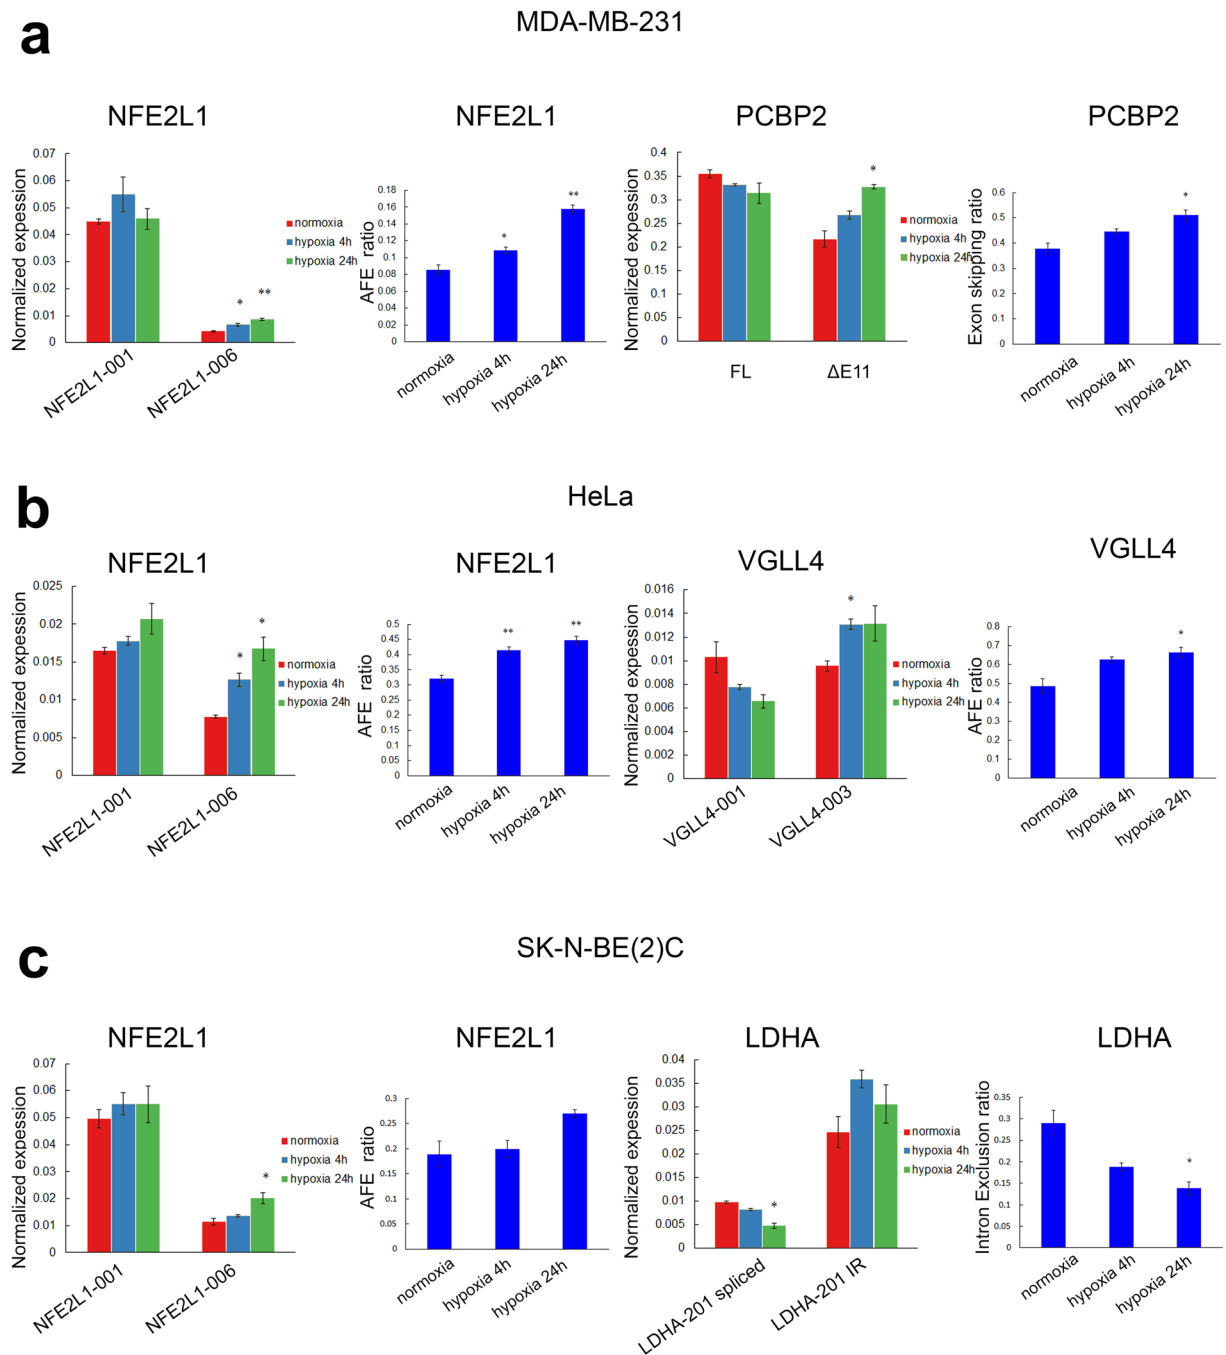 a
MDA-MB-231
NFE2L1
Normalized expession
0.07
0.06
0.05
0.04
0.03
0.02
0.01
0
* **
normoxia
hypoxia 4h
hypoxia 24h
NFE2L1-001 NFE2L1-006
NFE2L1
AFE ratio
0.18
0.16
0.14
0.12
0.1
0.08
0.06
0.04
0.02
0
* **
normoxia hypoxia 4h hypoxia 24h
PCBP2
Normalized expession
0.4
0.35
0.3
0.25
0.2
0.15
0.1
0.05
0
*
normoxia
hypoxia 4h
hypoxia 24h
FL ΔE11
PCBP2
Exon skipping ratio
0.6
0.5
0.4
0.3
0.2
0.1
0
*
normoxia hypoxia 4h hypoxia 24h
b
HeLa
NFE2L1
Normalized expession
0.025
0.02
0.015
0.01
0.005
0
* *
normoxia
hypoxia 4h
hypoxia 24h
NFE2L1-001 NFE2L1-006
NFE2L1
AFE ratio
0.5
0.45
0.4
0.35
0.3
0.25
0.2
0.15
0.1
0.05
0
** **
normoxia hypoxia 4h hypoxia 24h
VGLL4
Normalized expession
0.016
0.014
0.012
0.01
0.008
0.006
0.004
0.002
0
*
normoxia
hypoxia 4h
hypoxia 24h
VGLL4-001 VGLL4-003
VGLL4
AFE ratio
0.8
0.7
0.6
0.5
0.4
0.3
0.2
0.1
0
*
normoxia hypoxia 4h hypoxia 24h
c
SK-N-BE(2)C
NFE2L1
Normalized expession
0.07
0.06
0.05
0.04
0.03
0.02
0.01
0
*
normoxia
hypoxia 4h
hypoxia 24h
NFE2L1-001 NFE2L1-006
NFE2L1
AFE ratio
0.3
0.25
0.2
0.15
0.1
0.05
0
normoxia hypoxia 4h hypoxia 24h
LDHA
Normalized expession
0.04
0.035
0.03
0.025
0.02
0.015
0.01
0.005
0
*
normoxia
hypoxia 4h
hypoxia 24h
LDHA-201 spliced LDHA-201 IR
LDHA
Intron Exclusion ratio
0.35
0.3
0.25
0.2
0.15
0.1
0.05
0
*
normoxia hypoxia 4h hypoxia 24h